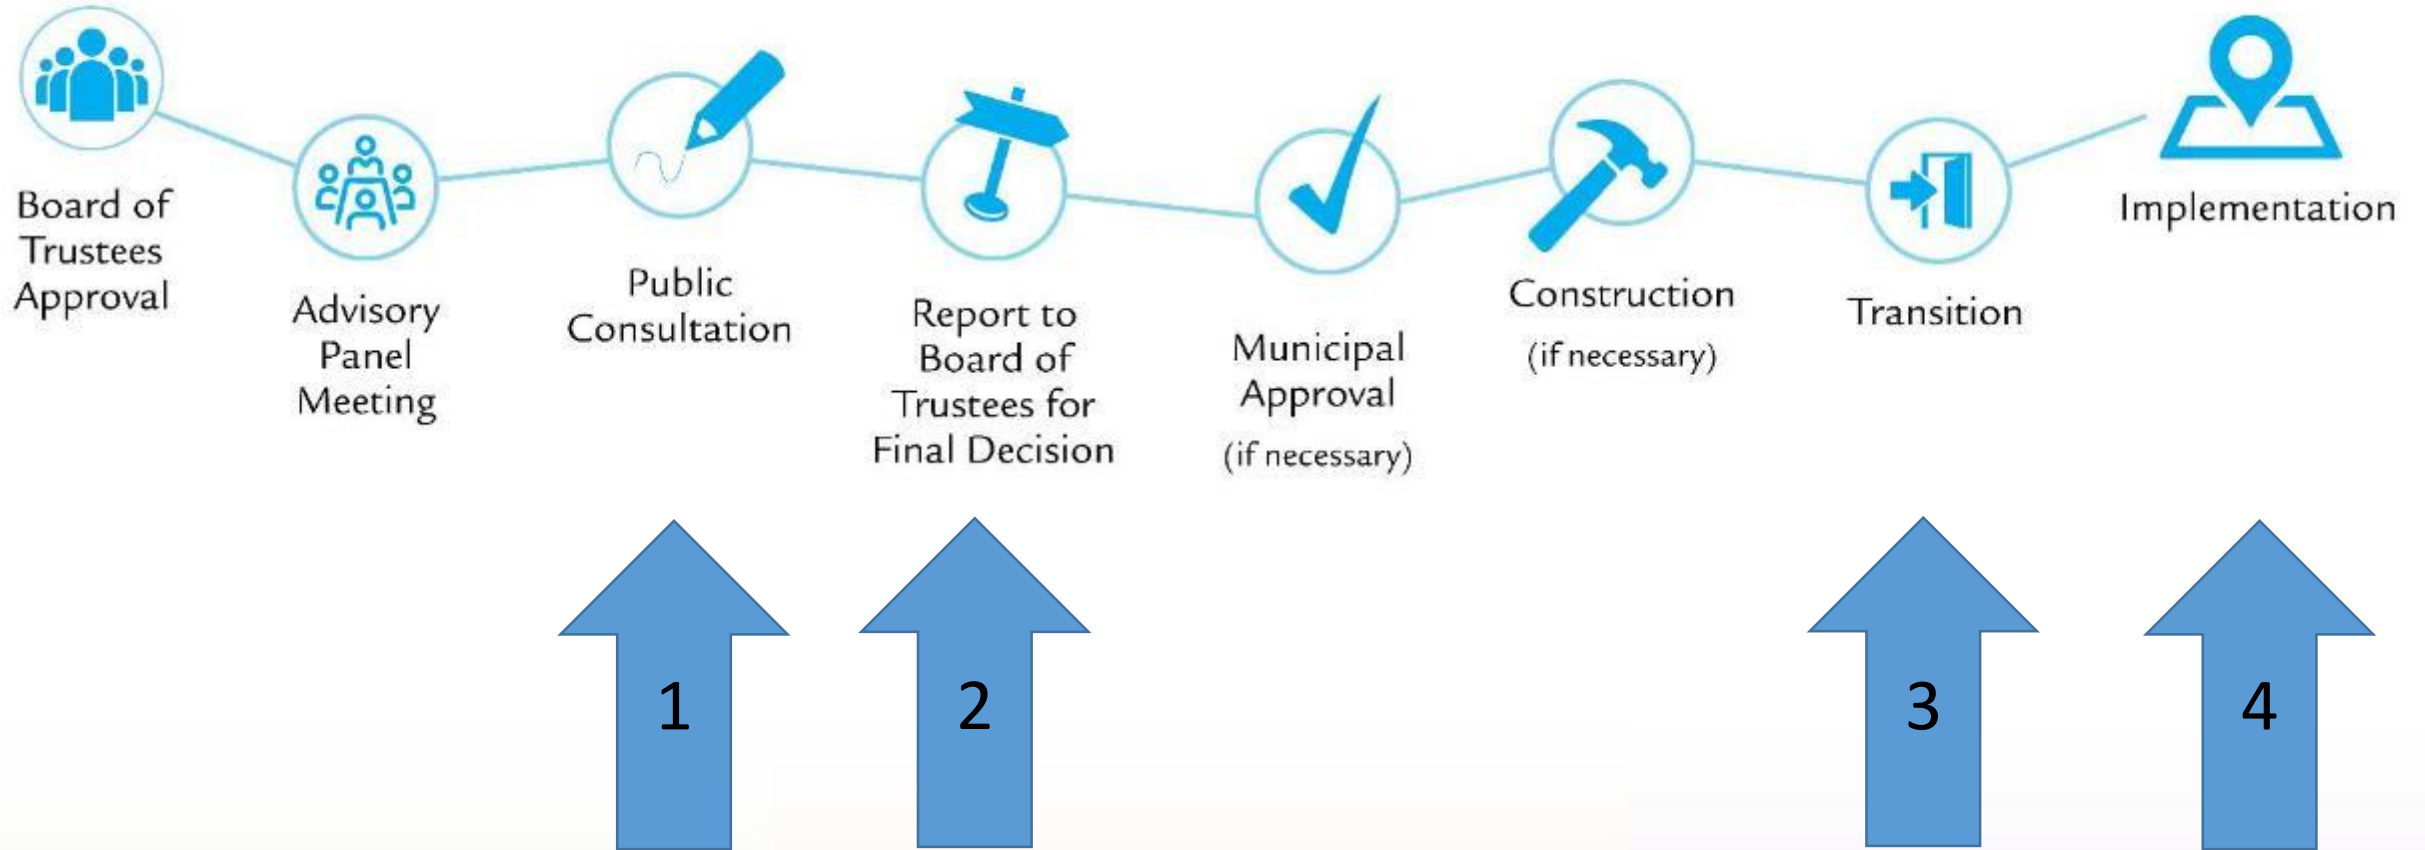 Board of
Trustees
Approval
Advisory
Panel
Meeting
Public
Consultation
Report to
Board of
Trustees for
Final Decision
Municipal
Approval
(if necessary)
Construction
(if necessary)
Transition
Implementation
1
2
3
4